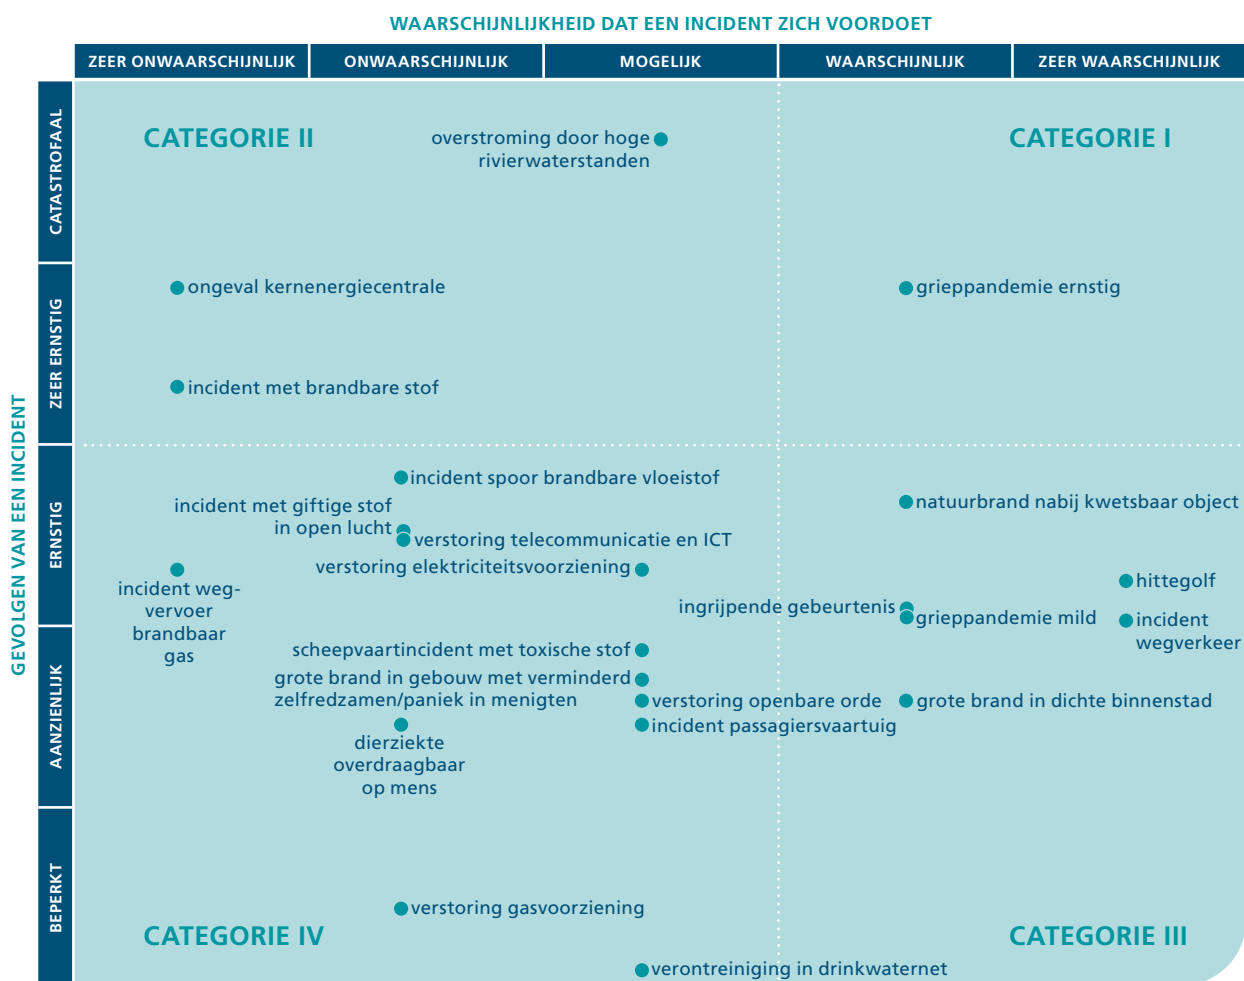 WAARSCHIJNLIJKHEID DAT EEN INCIDENT ZICH VOORDOET
ZEER ONWAARSCHIJNLIJK
ONWAARSCHIJNLIJK
MOGELIJK
WAARSCHIJNLIJK
ZEER WAARSCHIJNLIJK
GEVOLGEN VAN EEN INCIDENT
CATASTROFAAL
CATEGORIE II
overstroming door hoge
rivierwaterstanden
CATEGORIE I
ZEER ERNSTIG
ongeval kernenergiecentrale
grieppandemie ernstig
incident met brandbare stof
ERNSTIG
incident spoor brandbare vloeistof
incident met giftige stof
in open lucht
natuurbrand nabij kwetsbaar object
verstoring telecommunicatie en ICT
verstoring elektriciteitsvoorziening
incident weg-
vervoer
brandbaar
gas
hittegolf
ingrijpende gebeurtenis
grieppandemie mild
incident
wegverkeer
AANZIENLIJK
scheepvaartincident met toxische stof
grote brand in gebouw met verminderd
zelfredzamen/paniek in menigten
verstoring openbare orde
grote brand in dichte binnenstad
incident passagiersvaartuig
dierziekte
overdraagbaar
op mens
BEPERKT
verstoring gasvoorziening
CATEGORIE IV
CATEGORIE III
verontreiniging in drinkwaternet